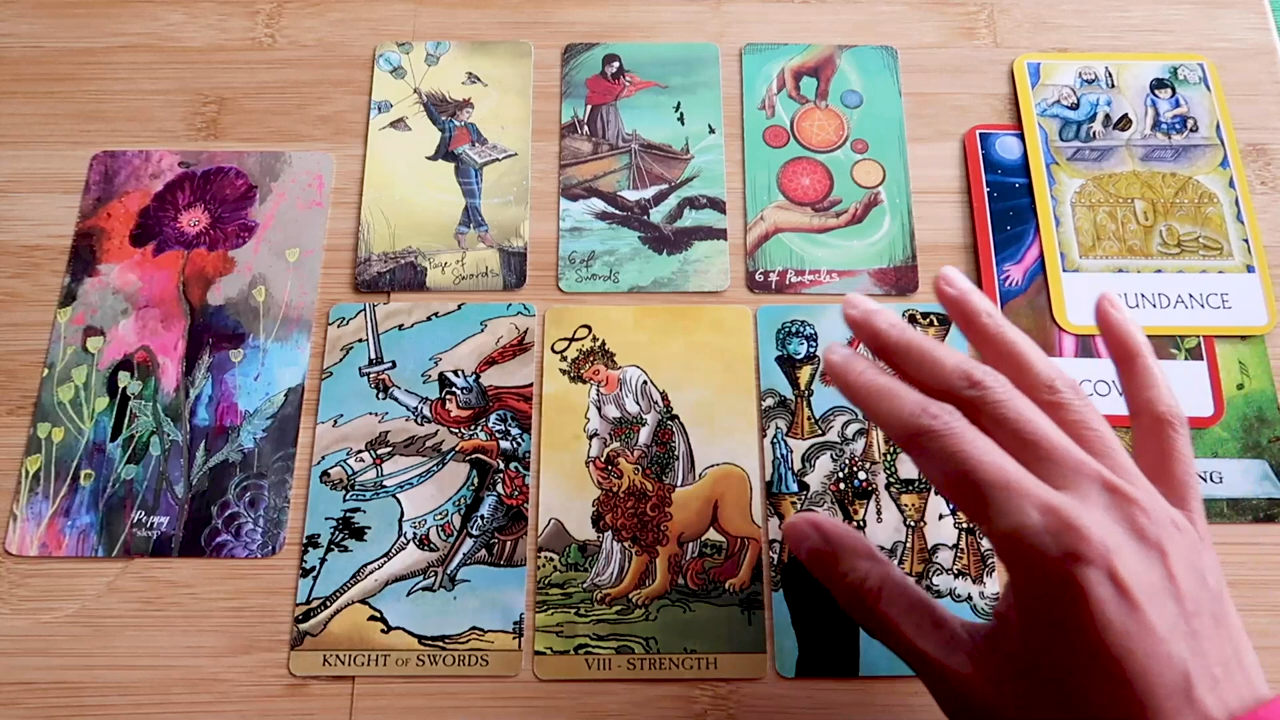 Page of
Swords
6 of
Swords
6 of Pentacles
UNDANCE
COV
NG
Poppy
"sleep"
KNIGHT OF SWORDS
VIII - STRENGTH